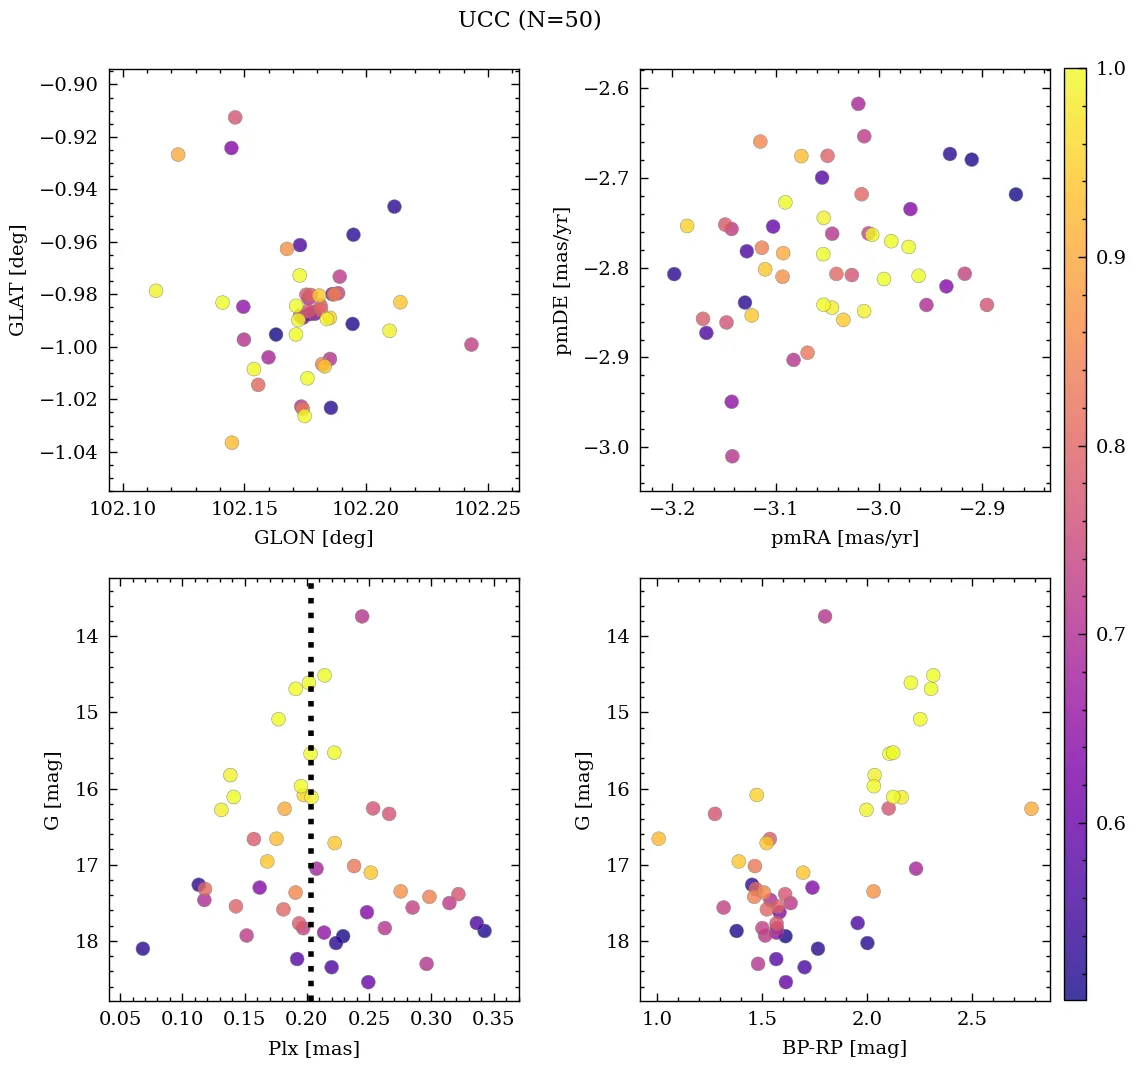 UCC (N=50)
−0.90
−0.92
−0.94
−0.96
−0.98
−1.00
−1.02
−1.04
GLAT [deg]
102.10 102.15 102.20 102.25
GLON [deg]
−2.6
−2.7
−2.8
−2.9
−3.0
pmDE [mas/yr]
−3.2 −3.1 −3.0 −2.9
pmRA [mas/yr]
14
15
16
17
18
G [mag]
0.05 0.10 0.15 0.20 0.25 0.30 0.35
Plx [mas]
14
15
16
17
18
G [mag]
1.0 1.5 2.0 2.5
BP-RP [mag]
1.0
0.9
0.8
0.7
0.6